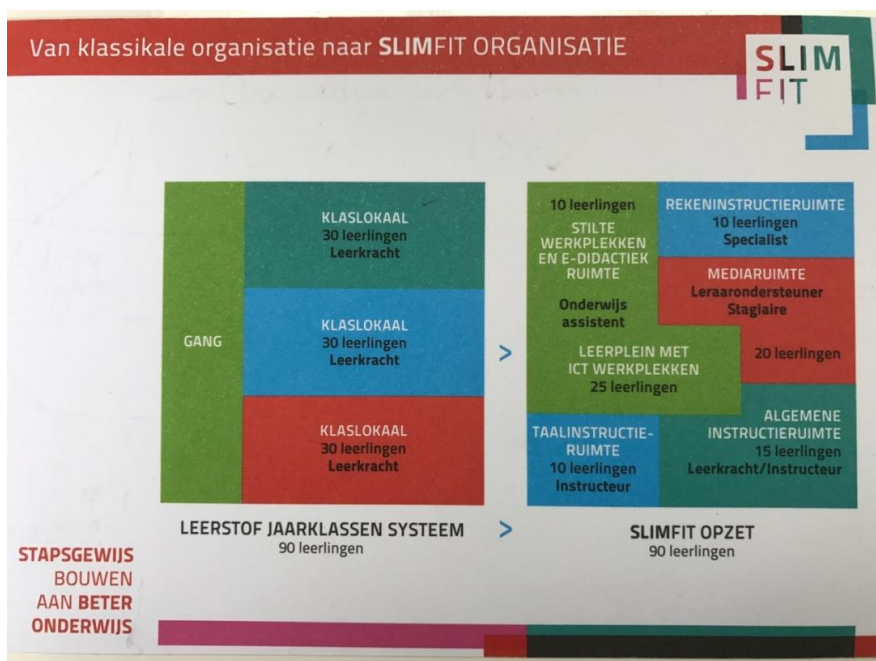 Van klassikale organisatie naar SLIMFIT ORGANISATIE
SLIM
FIT
GANG
KLASLOKAAL
30 leerlingen
Leerkracht
KLASLOKAAL
30 leerlingen
Leerkracht
KLASLOKAAL
30 leerlingen
Leerkracht
LEERSTOF JAARKLASSEN SYSTEEM
90 leerlingen
>
>
10 leerlingen
STILTE
WERKPLEKKEN
EN E-DIDACTIEK
RUIMTE
Onderwijs
assistent
REKENINSTRUCTIERUIMTE
10 leerlingen
Specialist
MEDIARUIMTE
Leraarondersteuner
Stagiaire
20 leerlingen
LEERPLEIN MET
ICT WERKPLEKKEN
25 leerlingen
TAALINSTRUCTIE-
RUIMTE
10 leerlingen
Instructeur
ALGEMENE
INSTRUCTIERUIMTE
15 leerlingen
Leerkracht/Instructeur
SLIMFIT OPZET
90 leerlingen
STAPSGEWIJS
BOUWEN
AAN BETER
ONDERWIJS